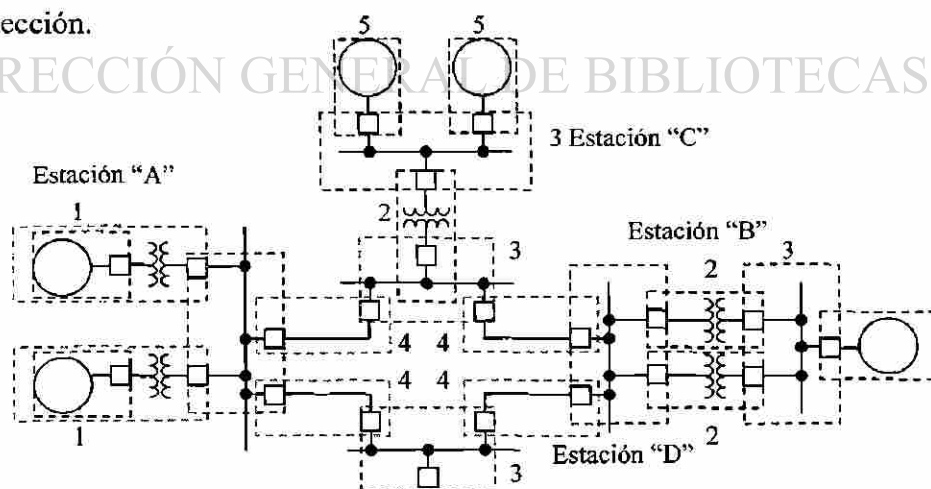 ección.
RECCIÓN GENERAL DE BIBLIOTECAS
5 5
3 Estación “C”
Estación “A”
1
2
3
Estación “B”
2 3
4 4
4 4
1
3
Estación “D”
2